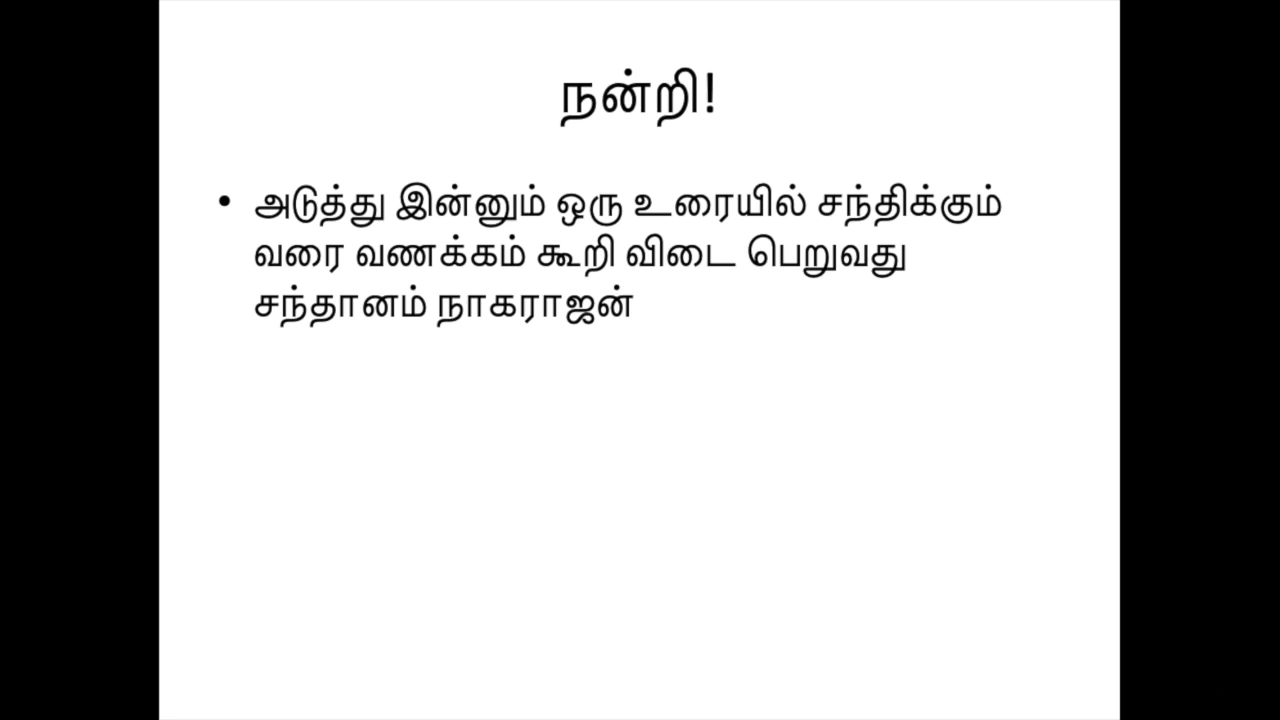 நன்றி!
• அடுத்து இன்னும் ஒரு உரையில் சந்திக்கும்
வரை வணக்கம் கூறி விடை பெறுவது
சந்தானம் நாகராஜன்